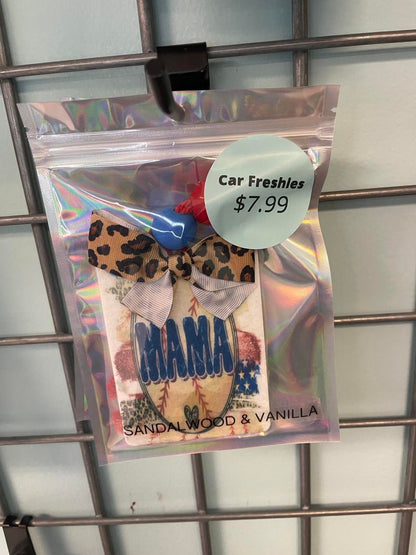 Car Freshies
$7.99
MAMA
SANDALWOOD & VANILLA